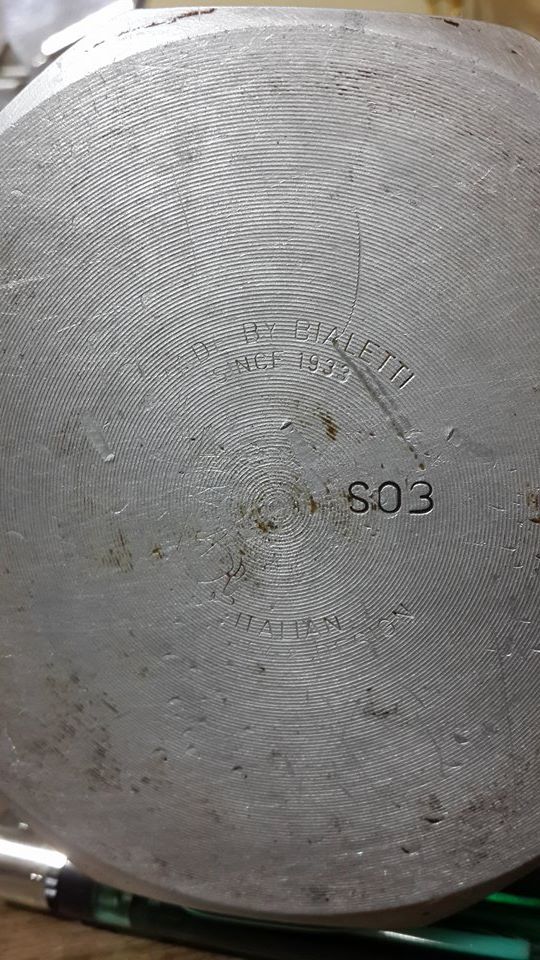 BY BIALETTI
SINCE 1933
S03
ITALIAN